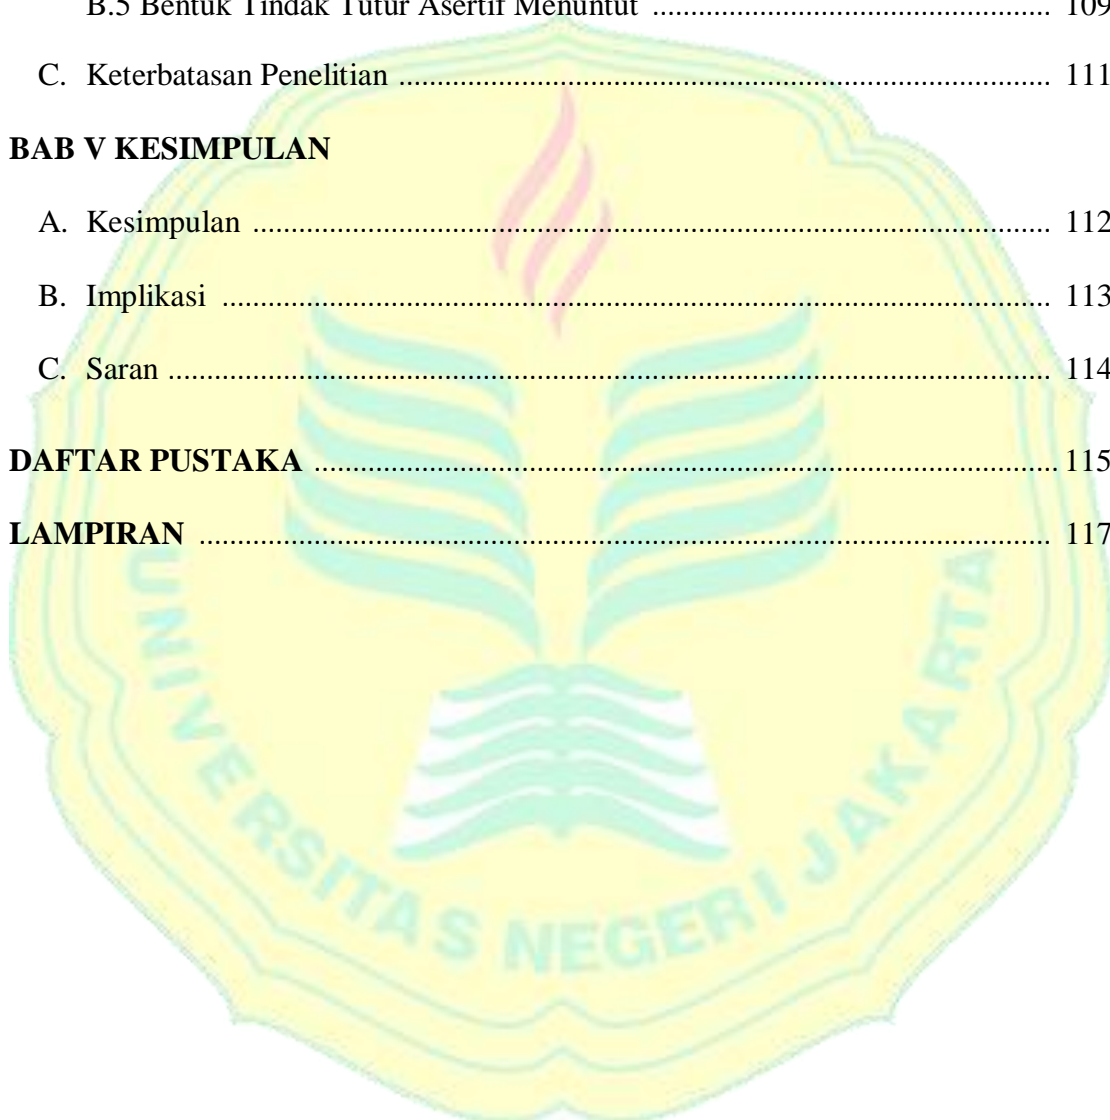 B.5 Bentuk Tindak Tutur Asertif Menuntut ........................................................ 109
C. Keterbatasan Penelitian ........................................................................................ 111
BAB V KESIMPULAN
A. Kesimpulan ........................................................................................................ 112
B. Implikasi ............................................................................................................ 113
C. Saran .................................................................................................................. 114
DAFTAR PUSTAKA ............................................................................................. 115
LAMPIRAN .......................................................................................................... 117
UNIVERSITAS NEGERI JAKARTA